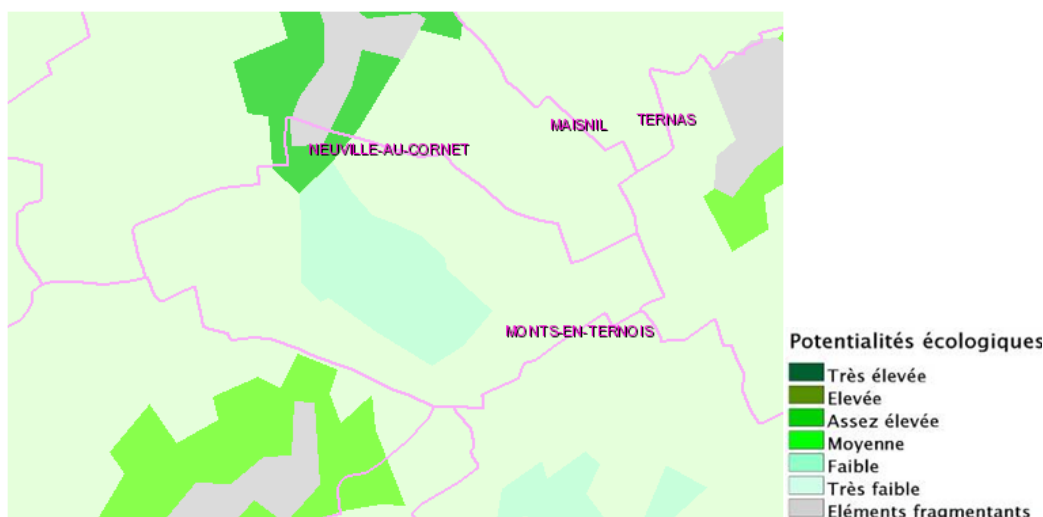 MAISNIL
TERNAS
NEUVILLE-AU-CORNET
MONTS-EN-TERNOIS
Potentialités écologiques
Très élevée
Elevée
Assez élevée
Moyenne
Faible
Très faible
Eléments fragmentants